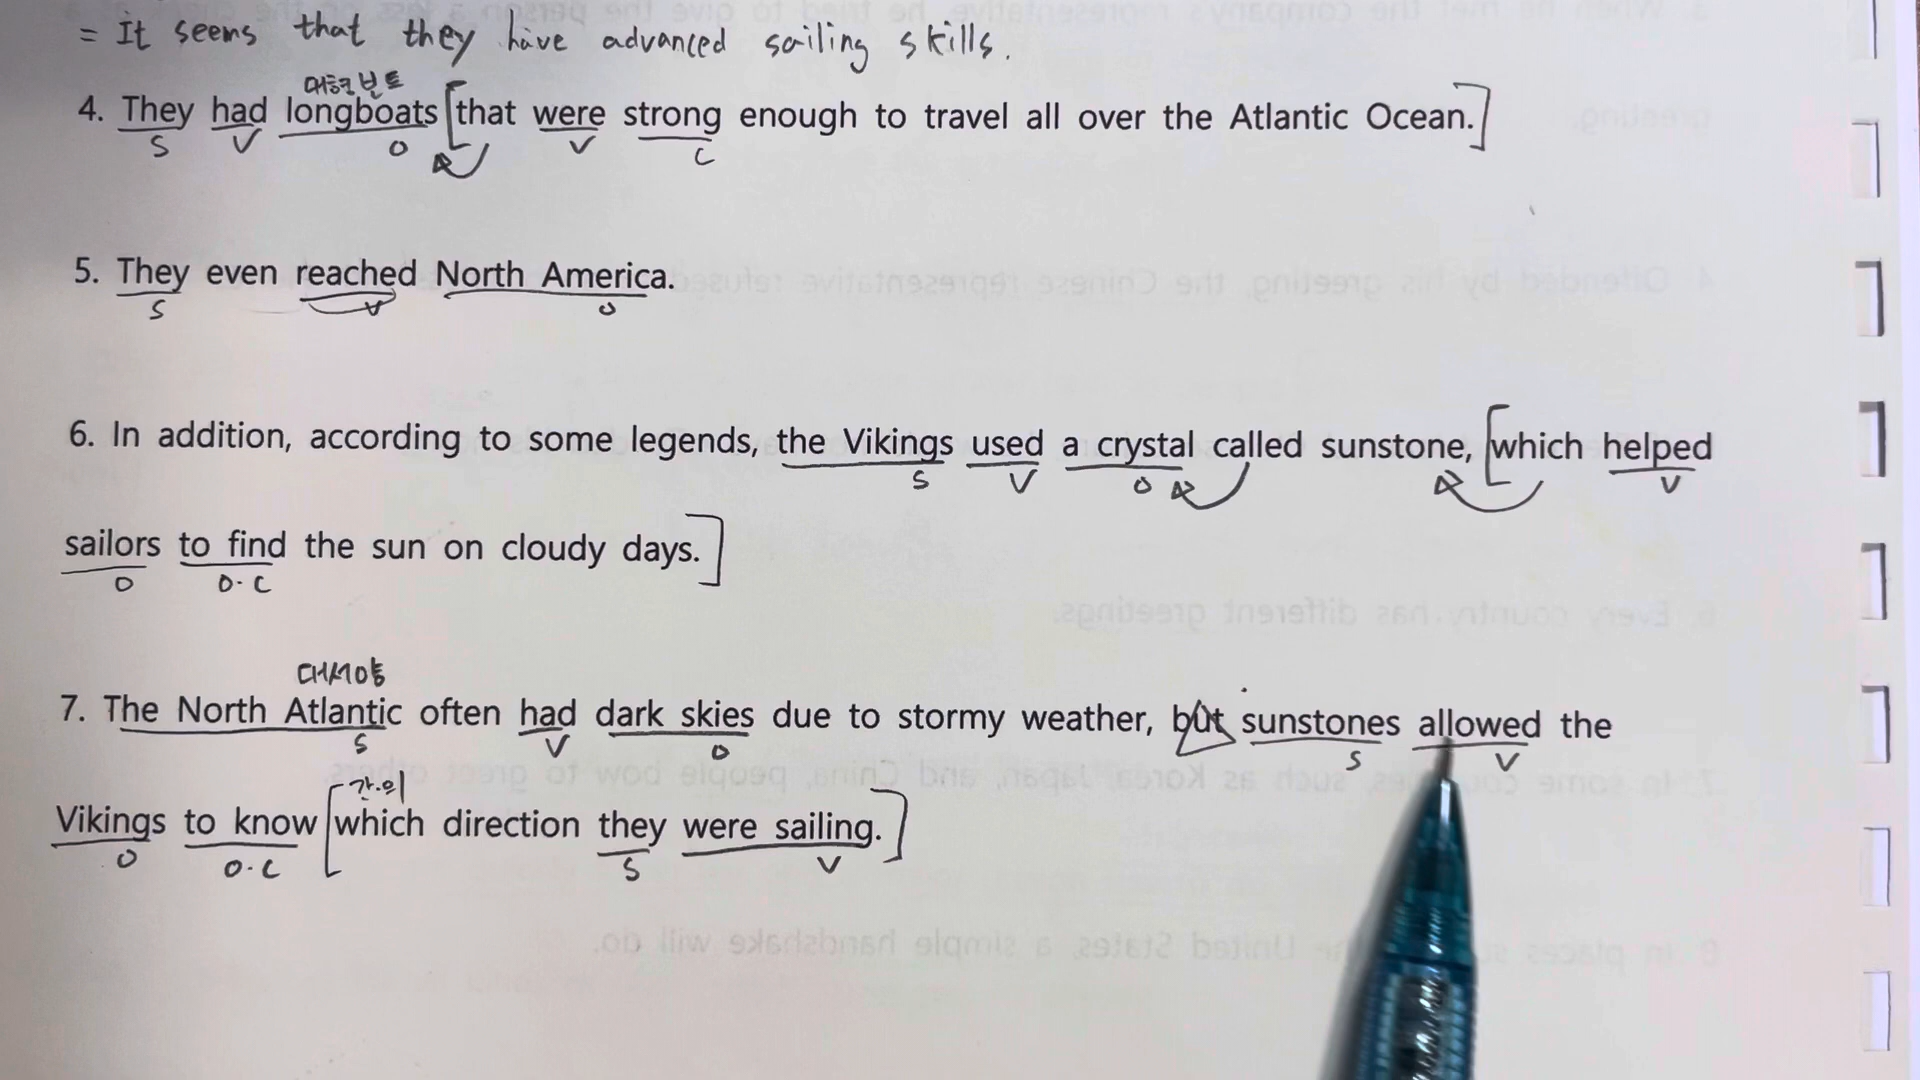 = It seems that they have advanced sailing skills.
대형 보트
4. They had longboats [that were strong enough to travel all over the Atlantic Ocean.]
S V O V C
5. They even reached North America.
S V O
6. In addition, according to some legends, the Vikings used a crystal called sunstone, [which helped
S V O V
sailors to find the sun on cloudy days.]
O O·C
대서양
7. The North Atlantic often had dark skies due to stormy weather, but sunstones allowed the
S V O S V
간·의
Vikings to know [which direction they were sailing.]
O O·C S V